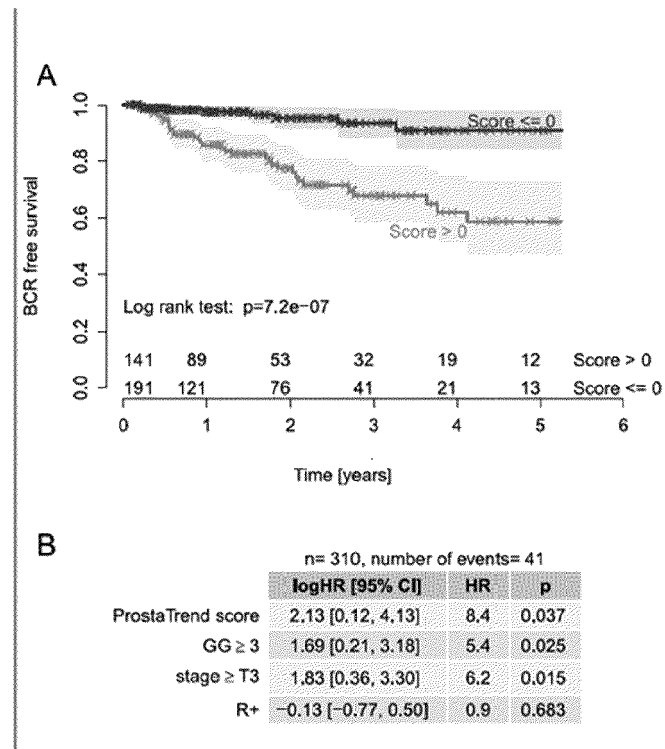 A
BCR free survival
1.0
0.8
0.6
0.4
0.2
0.0
Score <= 0
Score > 0
Log rank test: p=7.2e−07
141 89 53 32 19 12 Score > 0
191 121 76 41 21 13 Score <= 0
0 1 2 3 4 5 6
Time [years]
B
n= 310, number of events= 41
logHR [95% CI] HR p
ProstaTrend score 2.13 [0.12, 4.13] 8.4 0.037
GG ≥ 3 1.69 [0.21, 3.18] 5.4 0.025
stage ≥ T3 1.83 [0.36, 3.30] 6.2 0.015
R+ −0.13 [−0.77, 0.50] 0.9 0.683